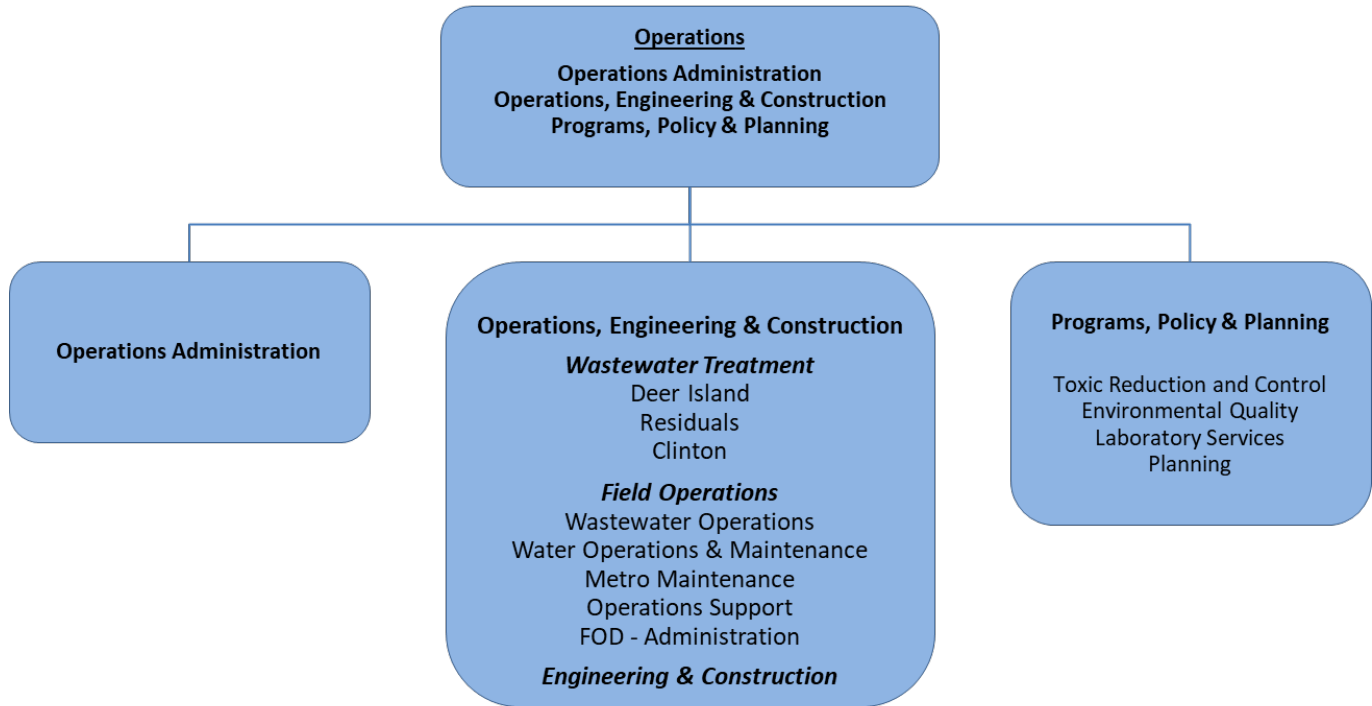 Operations
Operations Administration
Operations, Engineering & Construction
Programs, Policy & Planning
Operations Administration
Operations, Engineering & Construction
Wastewater Treatment
Deer Island
Residuals
Clinton
Field Operations
Wastewater Operations
Water Operations & Maintenance
Metro Maintenance
Operations Support
FOD - Administration
Engineering & Construction
Programs, Policy & Planning
Toxic Reduction and Control
Environmental Quality
Laboratory Services
Planning